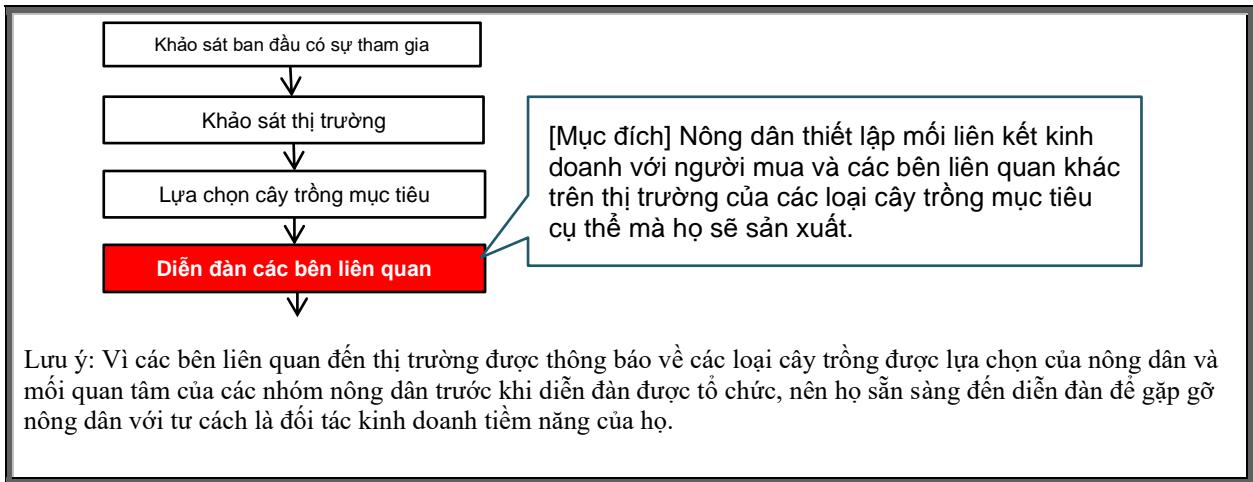 Khảo sát ban đầu có sự tham gia
Khảo sát thị trường
Lựa chọn cây trồng mục tiêu
Diễn đàn các bên liên quan
[Mục đích] Nông dân thiết lập mối liên kết kinh
doanh với người mua và các bên liên quan khác
trên thị trường của các loại cây trồng mục tiêu
cụ thể mà họ sẽ sản xuất.
Lưu ý: Vì các bên liên quan đến thị trường được thông báo về các loại cây trồng được lựa chọn của nông dân và
mối quan tâm của các nhóm nông dân trước khi diễn đàn được tổ chức, nên họ sẵn sàng đến diễn đàn để gặp gỡ
nông dân với tư cách là đối tác kinh doanh tiềm năng của họ.